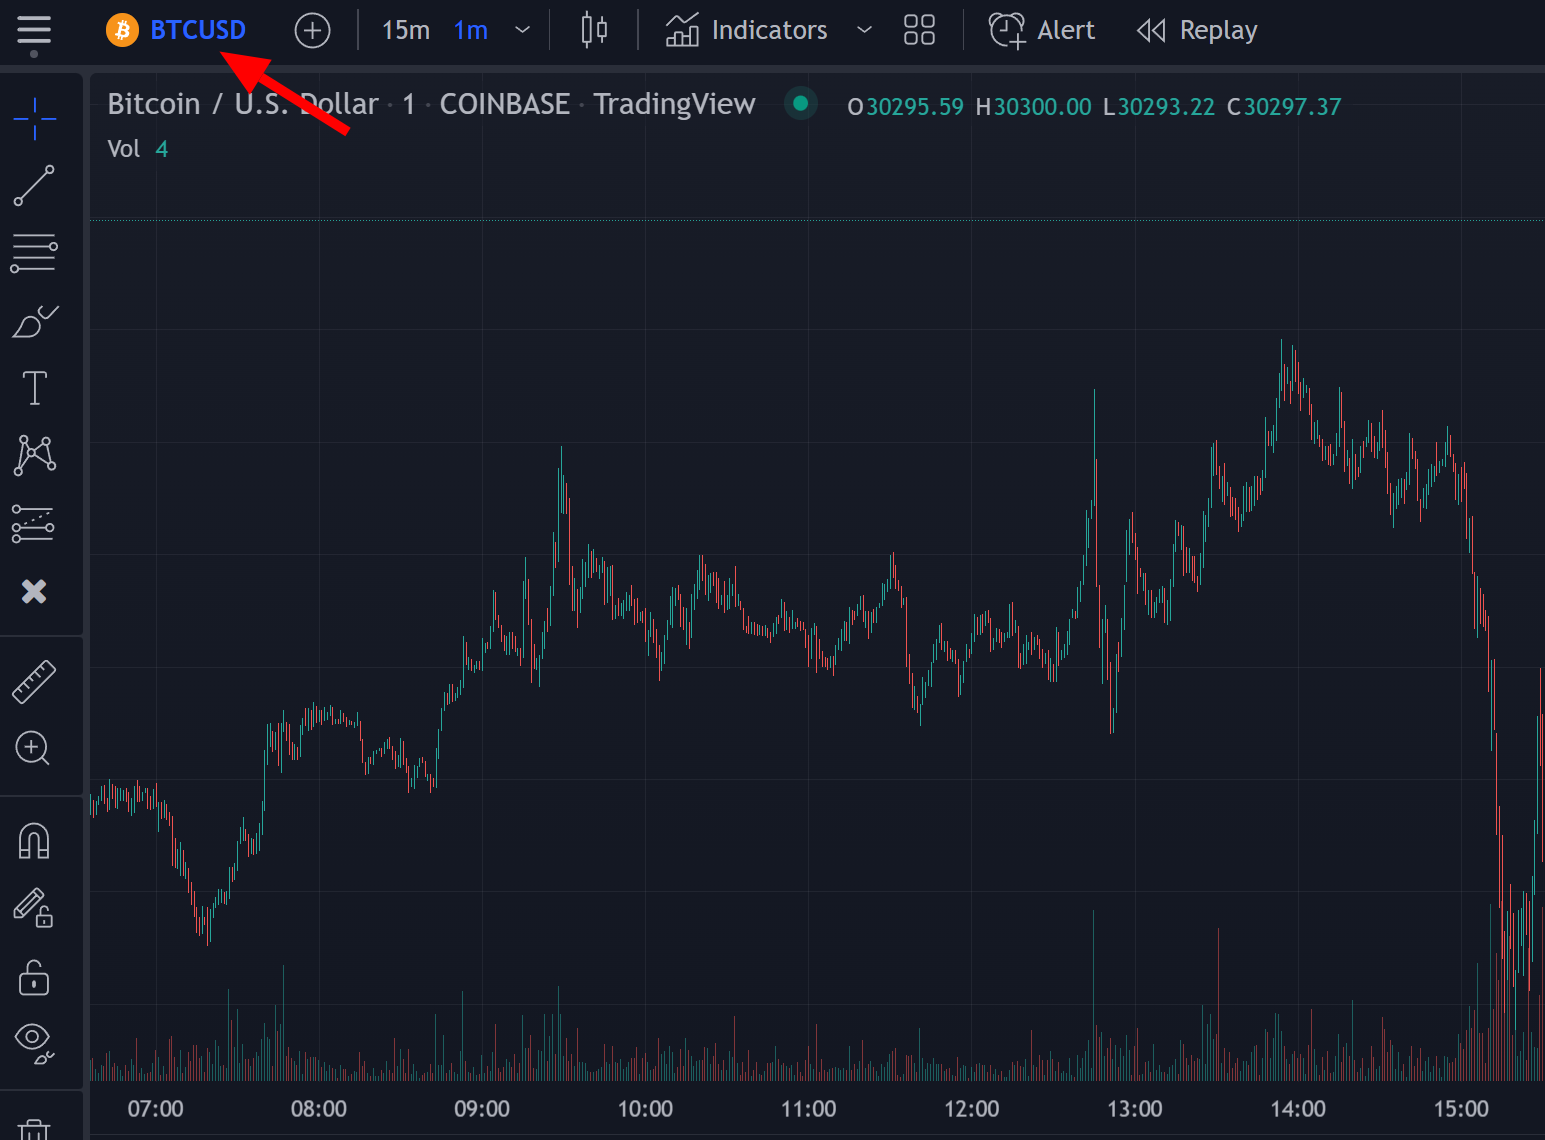 BTCUSD 15m 1m Indicators Alert Replay
Bitcoin / U.S. Dollar · 1 · COINBASE · TradingView O30295.59 H30300.00 L30293.22 C30297.37
Vol 4
T
07:00 08:00 09:00 10:00 11:00 12:00 13:00 14:00 15:00